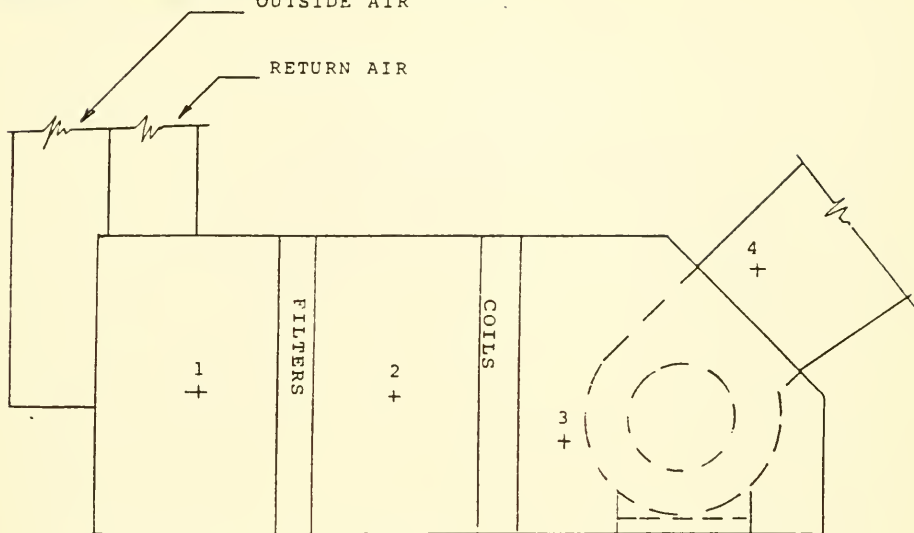 OUTSIDE AIR
RETURN AIR
4
FILTERS
COILS
1
2
3